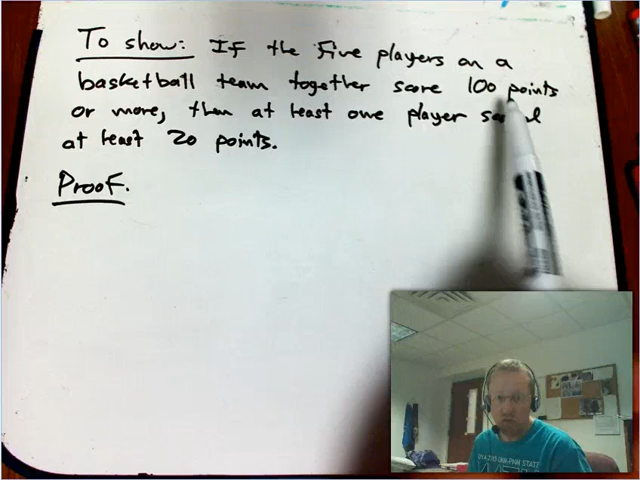 To show: If the five players on a
basketball team together score 100 points
or more, then at least one player
at least 20 points.
Proof.